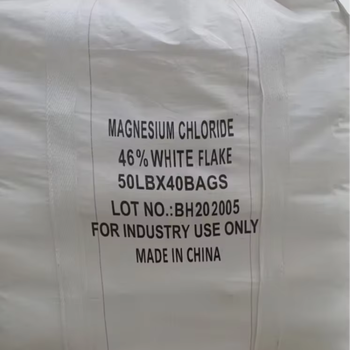 MAGNESIUM CHLORIDE
46% WHITE FLAKE
50LBX40BAGS
LOT NO.:BH202005
FOR INDUSTRY USE ONLY
MADE IN CHINA